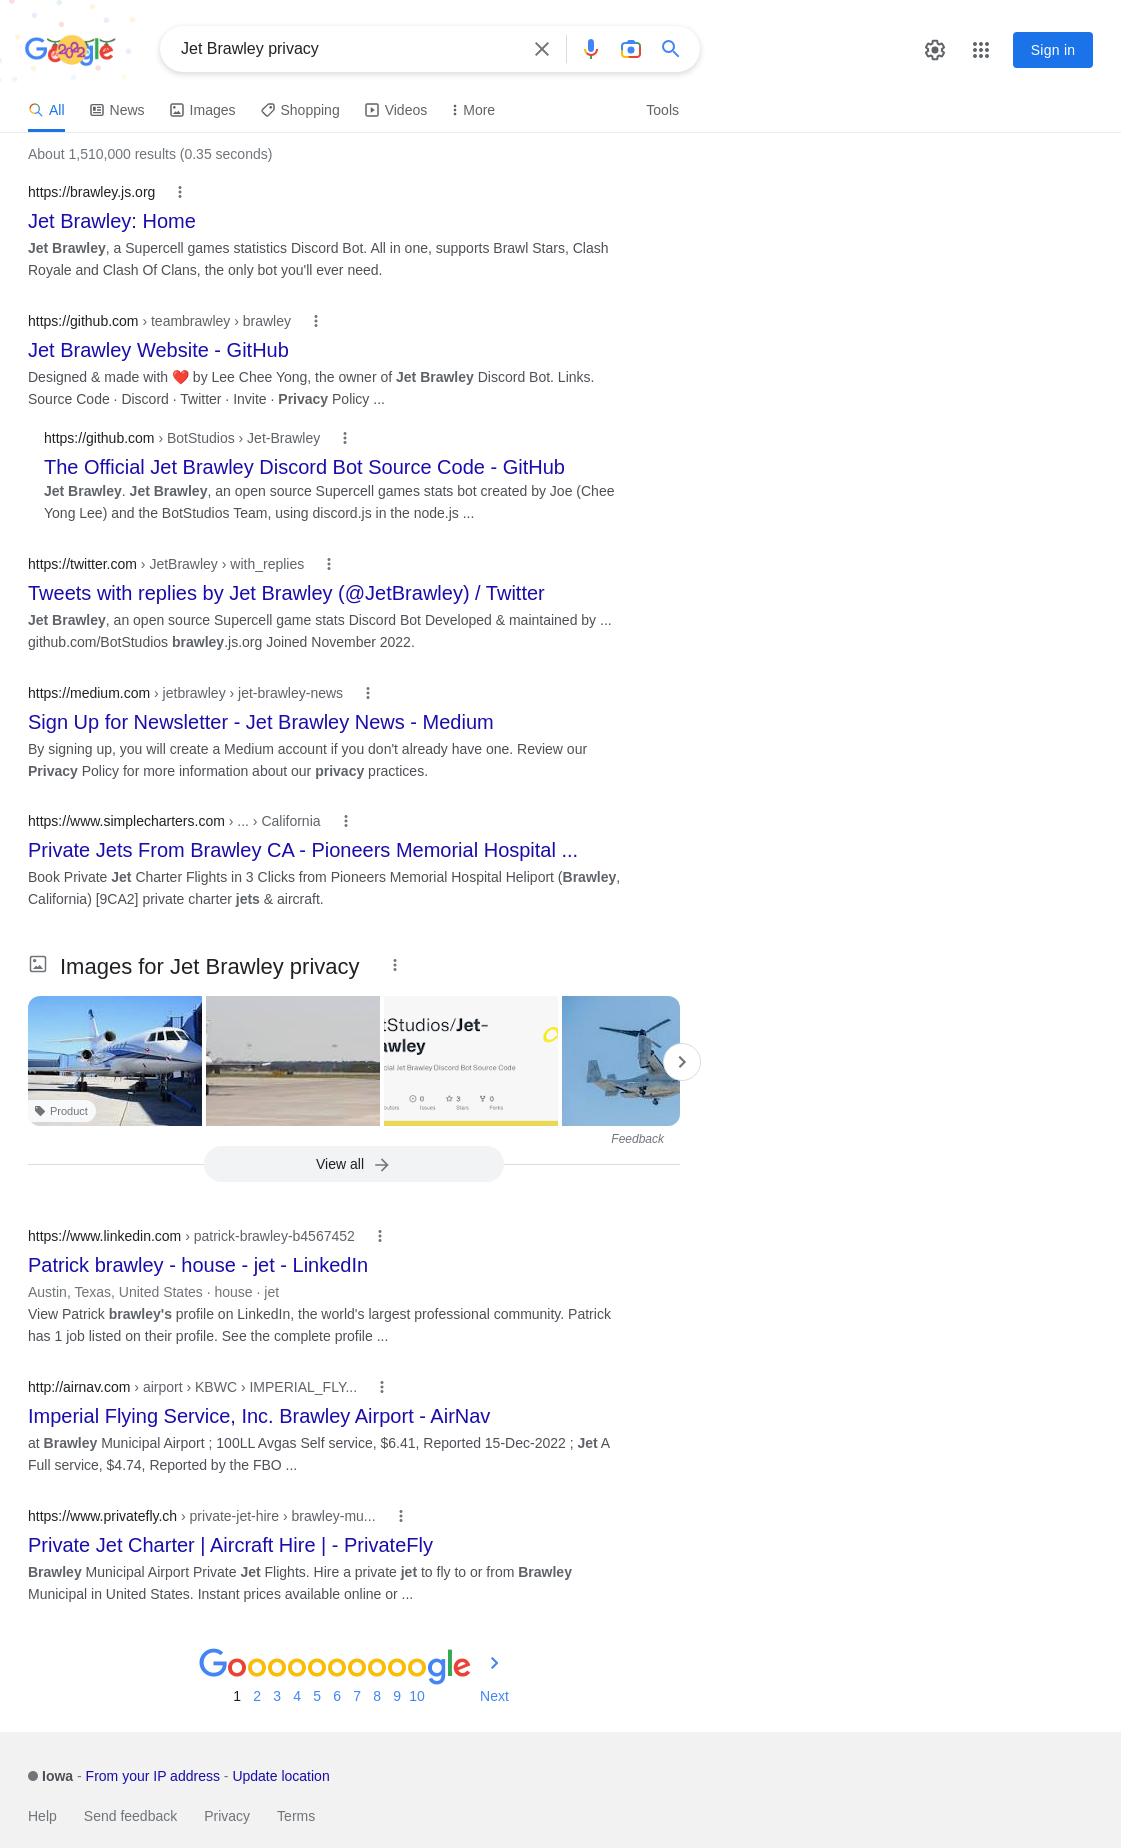 Google
Jet Brawley privacy
Sign in
All
News
Images
Shopping
Videos
More
Tools
About 1,510,000 results (0.35 seconds)
https://brawley.js.org
Jet Brawley: Home
Jet Brawley, a Supercell games statistics Discord Bot. All in one, supports Brawl Stars, Clash
Royale and Clash Of Clans, the only bot you'll ever need.
https://github.com › teambrawley › brawley
Jet Brawley Website - GitHub
Designed & made with ❤️ by Lee Chee Yong, the owner of Jet Brawley Discord Bot. Links.
Source Code · Discord · Twitter · Invite · Privacy Policy ...
https://github.com › BotStudios › Jet-Brawley
The Official Jet Brawley Discord Bot Source Code - GitHub
Jet Brawley. Jet Brawley, an open source Supercell games stats bot created by Joe (Chee
Yong Lee) and the BotStudios Team, using discord.js in the node.js ...
https://twitter.com › JetBrawley › with_replies
Tweets with replies by Jet Brawley (@JetBrawley) / Twitter
Jet Brawley, an open source Supercell game stats Discord Bot Developed & maintained by ...
github.com/BotStudios brawley.js.org Joined November 2022.
https://medium.com › jetbrawley › jet-brawley-news
Sign Up for Newsletter - Jet Brawley News - Medium
By signing up, you will create a Medium account if you don't already have one. Review our
Privacy Policy for more information about our privacy practices.
https://www.simplecharters.com › ... › California
Private Jets From Brawley CA - Pioneers Memorial Hospital ...
Book Private Jet Charter Flights in 3 Clicks from Pioneers Memorial Hospital Heliport (Brawley,
California) [9CA2] private charter jets & aircraft.
Images for Jet Brawley privacy
tStudios/Jet-
awley
cial Jet Brawley Discord Bot Source Code
0 3 0
butors Issues Stars Forks
Product
Feedback
View all
https://www.linkedin.com › patrick-brawley-b4567452
Patrick brawley - house - jet - LinkedIn
Austin, Texas, United States · house · jet
View Patrick brawley's profile on LinkedIn, the world's largest professional community. Patrick
has 1 job listed on their profile. See the complete profile ...
http://airnav.com › airport › KBWC › IMPERIAL_FLY...
Imperial Flying Service, Inc. Brawley Airport - AirNav
at Brawley Municipal Airport ; 100LL Avgas Self service, $6.41, Reported 15-Dec-2022 ; Jet A
Full service, $4.74, Reported by the FBO ...
https://www.privatefly.ch › private-jet-hire › brawley-mu...
Private Jet Charter | Aircraft Hire | - PrivateFly
Brawley Municipal Airport Private Jet Flights. Hire a private jet to fly to or from Brawley
Municipal in United States. Instant prices available online or ...
Goooooooooogle
1 2 3 4 5 6 7 8 9 10 Next
Iowa - From your IP address - Update location
Help Send feedback Privacy Terms